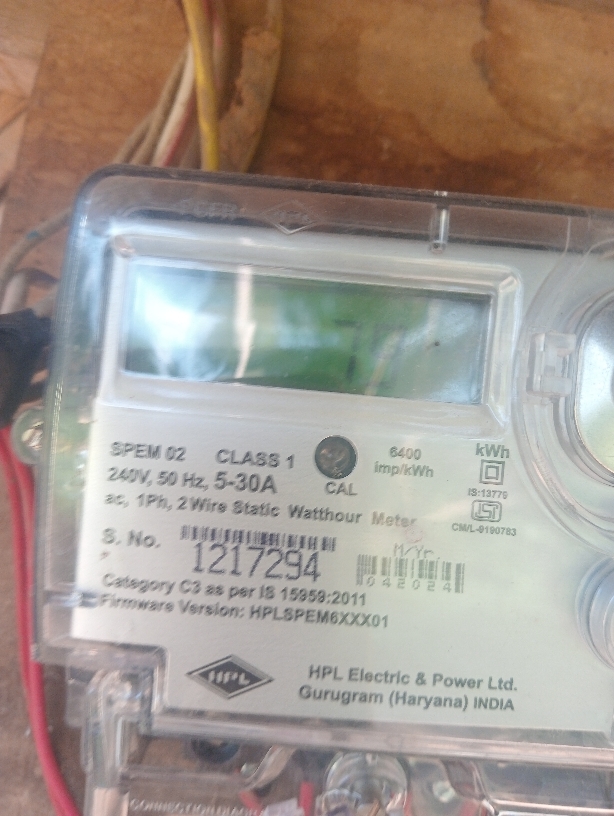 SPEM 02 CLASS 1
6400
imp/kWh
kWh
240V, 50 Hz, 5-30A
CAL
IS:13779
ac, 1Ph, 2 Wire Static Watthour Meter
CM/L-0190783
S. No.
1217294
M/Yr.
042024
Category C3 as per IS 15959:2011
Firmware Version: HPLSPEM6XXX01
HPL
HPL Electric & Power Ltd.
Gurugram (Haryana) INDIA